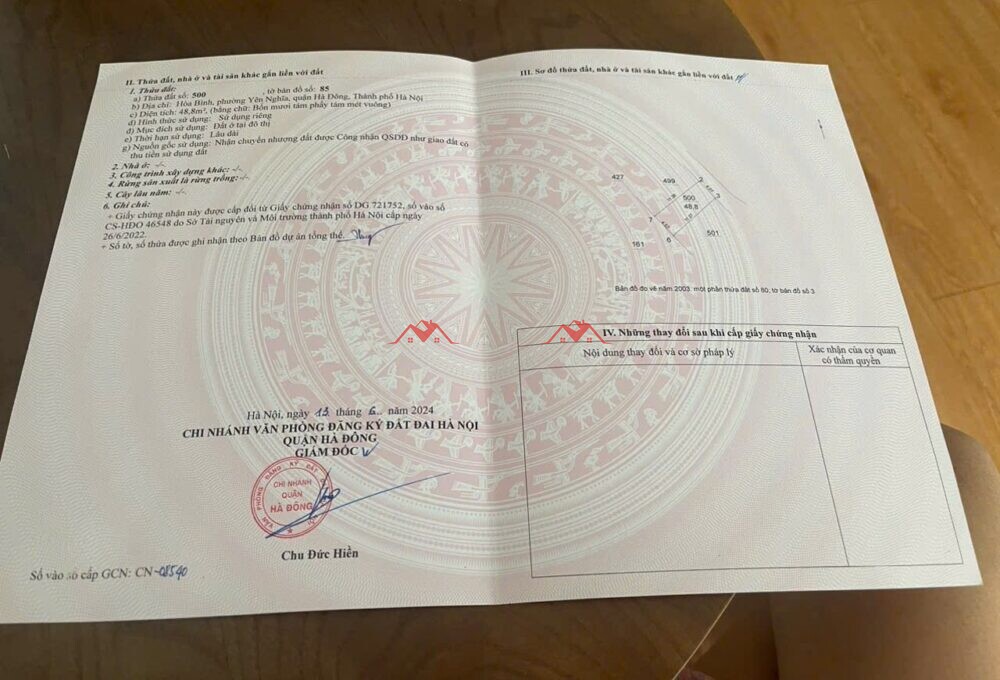 II. Thửa đất, nhà ở và tài sản khác gắn liền với đất
1. Thửa đất:
a) Thửa đất số: 500 , tờ bản đồ số: 85
b) Địa chỉ: Hòa Bình, phường Yên Nghĩa, quận Hà Đông, Thành phố Hà Nội
c) Diện tích: 48,8m², (bằng chữ: Bốn mươi tám phẩy tám mét vuông)
d) Hình thức sử dụng: Sử dụng riêng
đ) Mục đích sử dụng: Đất ở tại đô thị
e) Thời hạn sử dụng: Lâu dài
g) Nguồn gốc sử dụng: Nhận chuyển nhượng đất được Công nhận QSDĐ như giao đất có
thu tiền sử dụng đất
2. Nhà ở: -/-
3. Công trình xây dựng khác: -/-
4. Rừng sản xuất là rừng trồng: -/-
5. Cây lâu năm: -/-
6. Ghi chú:
+ Giấy chứng nhận này được cấp đổi từ Giấy chứng nhận số DG 721752, số vào sổ
CS-HĐO 46548 do Sở Tài nguyên và Môi trường thành phố Hà Nội cấp ngày
26/6/2022.
+ Số tờ, số thửa được ghi nhận theo Bản đồ dự án tổng thể.
Hà Nội, ngày 13 tháng 6 năm 2024
CHI NHÁNH VĂN PHÒNG ĐĂNG KÝ ĐẤT ĐAI HÀ NỘI
QUẬN HÀ ĐÔNG
GIÁM ĐỐC
VĂN PHÒNG ĐĂNG KÝ ĐẤT
CHI NHÁNH
QUẬN
HÀ ĐÔNG
Chu Đức Hiền
Số vào sổ cấp GCN: CN-08540
III. Sơ đồ thửa đất, nhà ở và tài sản khác gắn liền với đất
427
499
500
48,8
2
7
6
161
501
Bản đồ đo vẽ năm 2003: một phần thửa đất số 80; tờ bản đồ số 3
IV. Những thay đổi sau khi cấp giấy chứng nhận
Nội dung thay đổi và cơ sở pháp lý
Xác nhận của cơ quan
có thẩm quyền